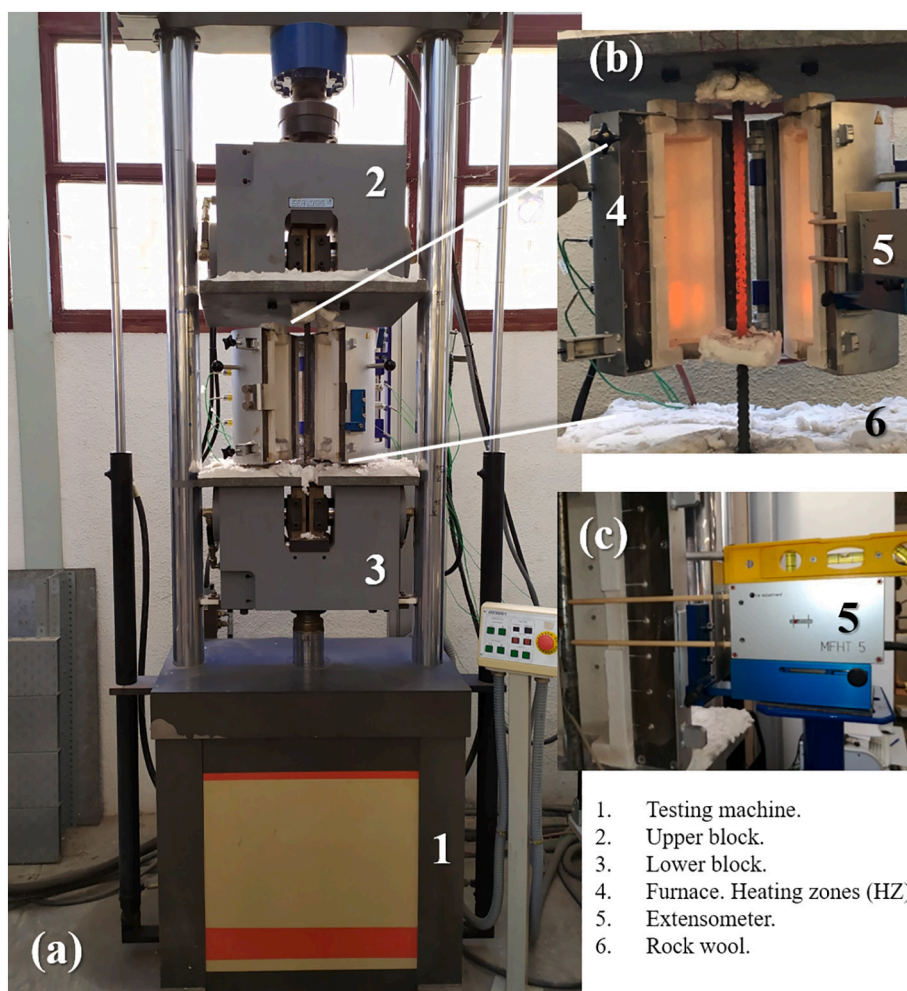 (a)
2
3
1
(b)
4
5
6
(c)
5
MFHT 5
1. Testing machine.
2. Upper block.
3. Lower block.
4. Furnace. Heating zones (HZ)
5. Extensometer.
6. Rock wool.